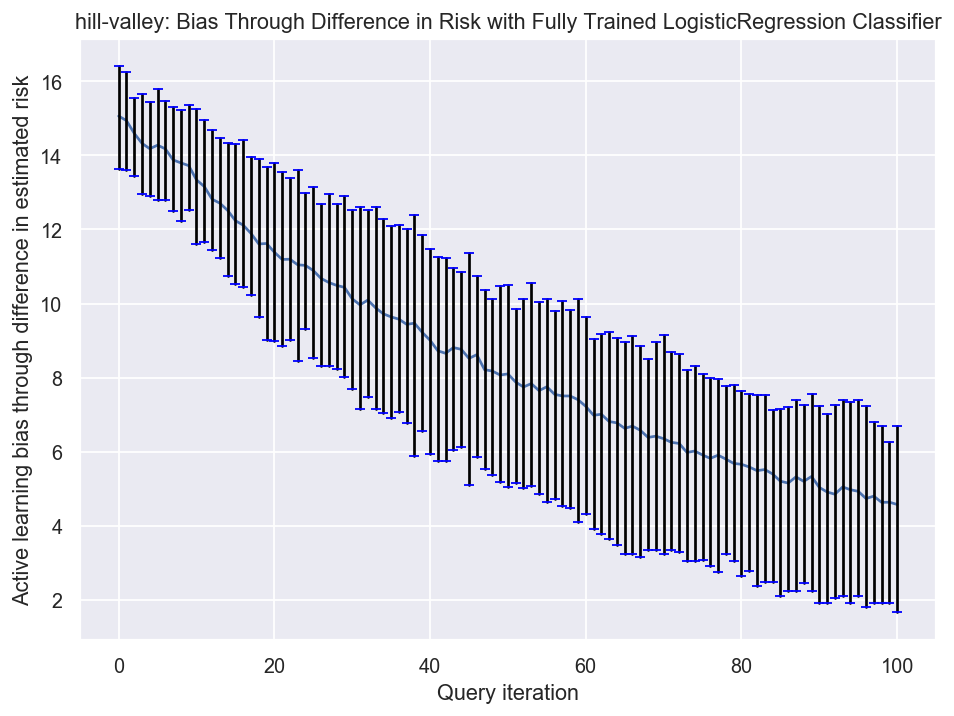 hill-valley: Bias Through Difference in Risk with Fully Trained LogisticRegression Classifier
Active learning bias through difference in estimated risk
16
14
12
10
8
6
4
2
0 20 40 60 80 100
Query iteration